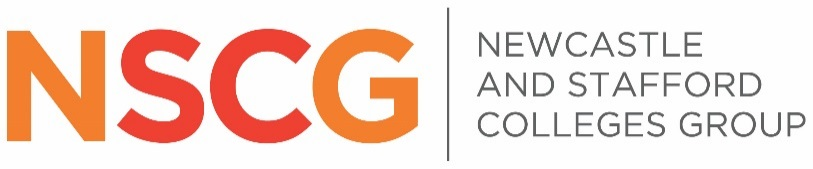 NSCG
NEWCASTLE
AND STAFFORD
COLLEGES GROUP